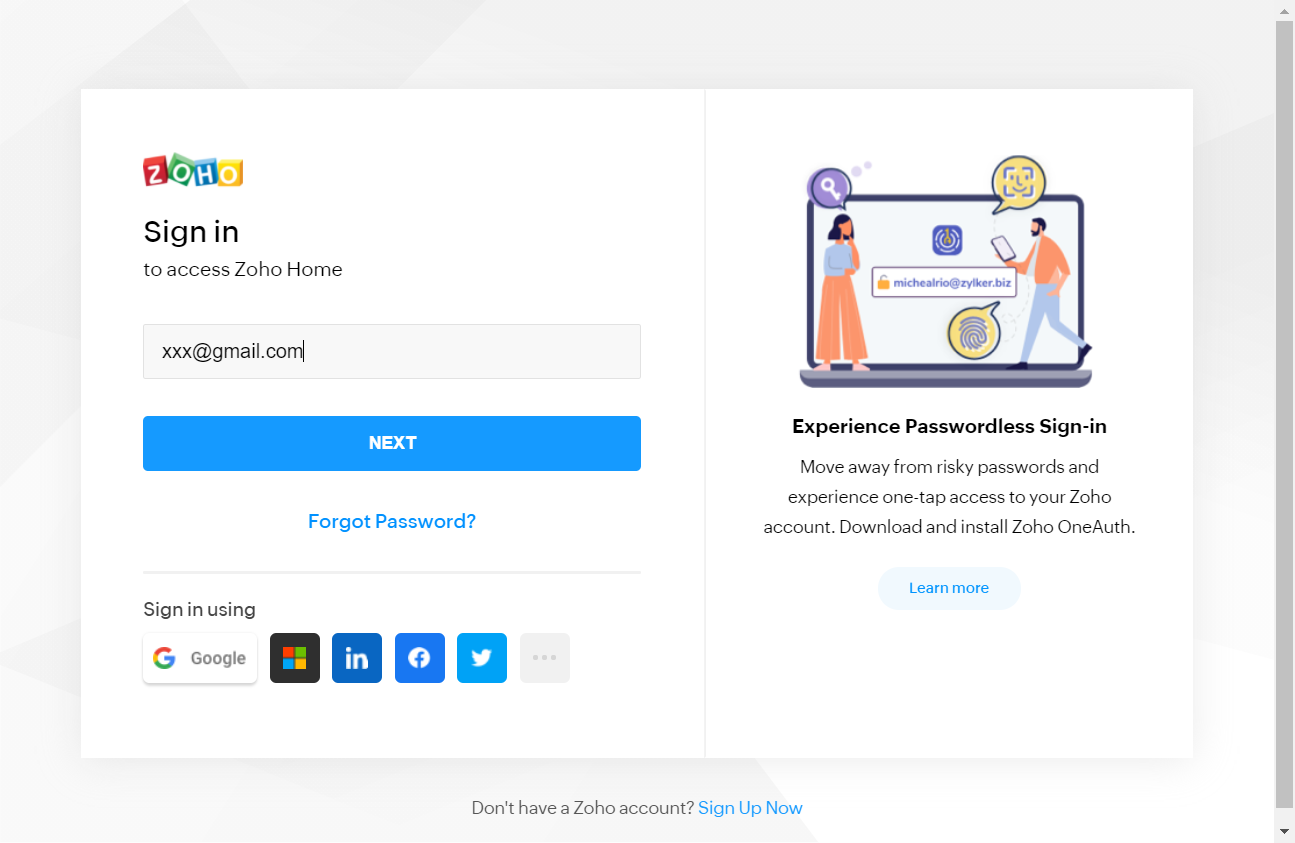 ZOHO
Sign in
to access Zoho Home
xxx@gmail.com
NEXT
Forgot Password?
Sign in using
Google
in
michealrio@zylker.biz
Experience Passwordless Sign-in
Move away from risky passwords and
experience one-tap access to your Zoho
account. Download and install Zoho OneAuth.
Learn more
Don't have a Zoho account? Sign Up Now